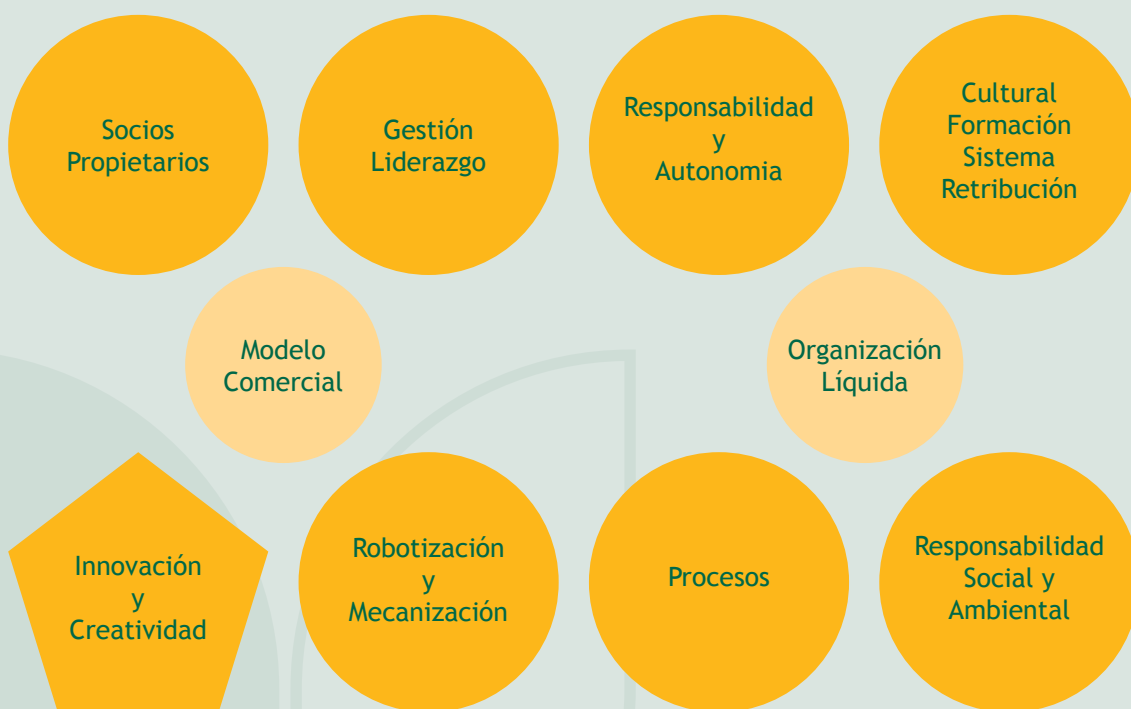 Socios
Propietarios
Gestión
Liderazgo
Responsabilidad
y
Autonomia
Cultural
Formación
Sistema
Retribución
Modelo
Comercial
Organización
Líquida
Innovación
y
Creatividad
Robotización
y
Mecanización
Procesos
Responsabilidad
Social y
Ambiental